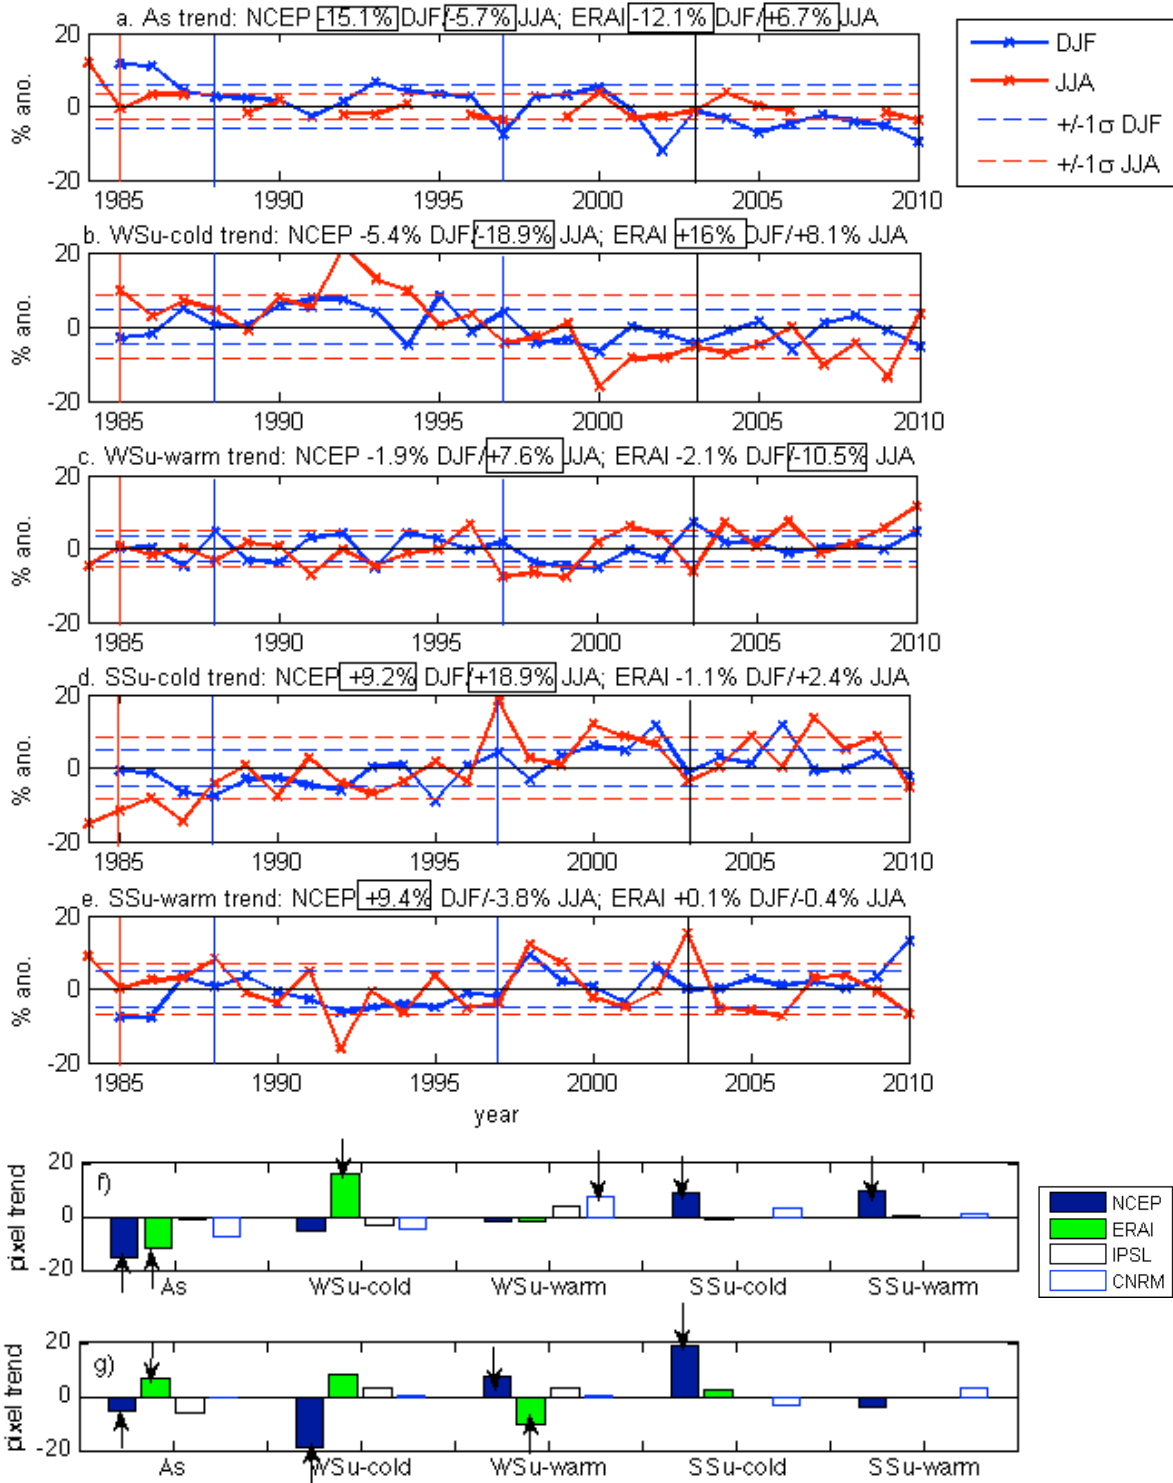 a. As trend: NCEP -15.1% DJF/-5.7% JJA; ERAI -12.1% DJF/+6.7% JJA
20
0
-20
% ano.
1985 1990 1995 2000 2005 2010
DJF
JJA
+/-1σ DJF
+/-1σ JJA
b. WSu-cold trend: NCEP -5.4% DJF/-18.9% JJA; ERAI +16% DJF/+8.1% JJA
20
0
-20
% ano.
1985 1990 1995 2000 2005 2010
c. WSu-warm trend: NCEP -1.9% DJF/+7.6% JJA; ERAI -2.1% DJF/-10.5% JJA
20
0
-20
% ano.
1985 1990 1995 2000 2005 2010
d. SSu-cold trend: NCEP +9.2% DJF/+18.9% JJA; ERAI -1.1% DJF/+2.4% JJA
20
0
-20
% ano.
1985 1990 1995 2000 2005 2010
e. SSu-warm trend: NCEP +9.4% DJF/-3.8% JJA; ERAI +0.1% DJF/-0.4% JJA
20
0
-20
% ano.
1985 1990 1995 2000 2005 2010
year
f)
20
0
-20
pixel trend
As WSu-cold WSu-warm SSu-cold SSu-warm
NCEP
ERAI
IPSL
CNRM
g)
20
0
-20
pixel trend
As WSu-cold WSu-warm SSu-cold SSu-warm